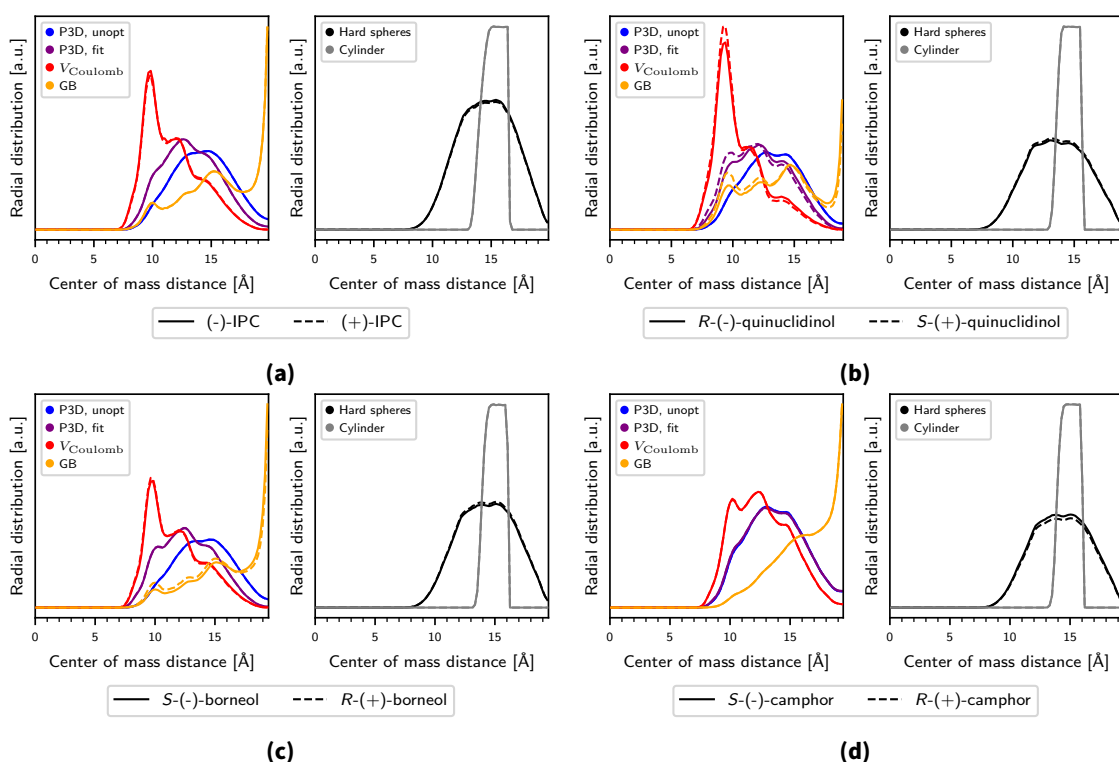 Radial distribution [a.u.]
P3D, unopt
P3D, fit
V_Coulomb
GB
0 5 10 15
Center of mass distance [Å]
Radial distribution [a.u.]
Hard spheres
Cylinder
0 5 10 15
Center of mass distance [Å]
(-)-IPC (+)-IPC
(a)
Radial distribution [a.u.]
P3D, unopt
P3D, fit
V_Coulomb
GB
0 5 10 15
Center of mass distance [Å]
Radial distribution [a.u.]
Hard spheres
Cylinder
0 5 10 15
Center of mass distance [Å]
R-(-)-quinuclidinol S-(+)-quinuclidinol
(b)
Radial distribution [a.u.]
P3D, unopt
P3D, fit
V_Coulomb
GB
0 5 10 15
Center of mass distance [Å]
Radial distribution [a.u.]
Hard spheres
Cylinder
0 5 10 15
Center of mass distance [Å]
S-(-)-borneol R-(+)-borneol
(c)
Radial distribution [a.u.]
P3D, unopt
P3D, fit
V_Coulomb
GB
0 5 10 15
Center of mass distance [Å]
Radial distribution [a.u.]
Hard spheres
Cylinder
0 5 10 15
Center of mass distance [Å]
S-(-)-camphor R-(+)-camphor
(d)